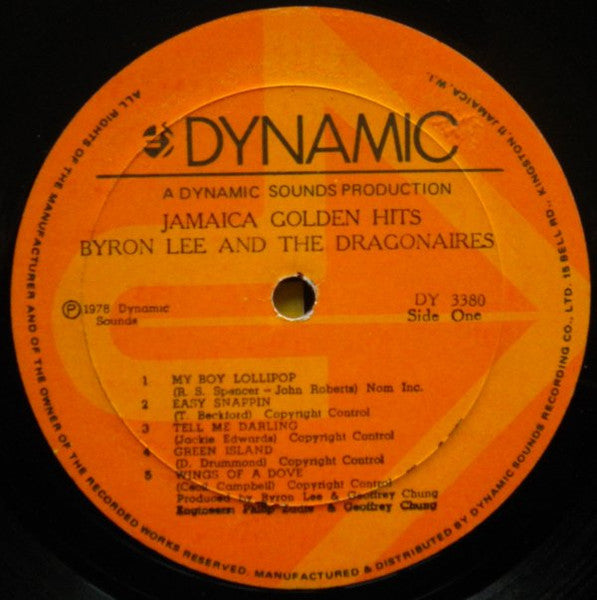 DYNAMIC
A DYNAMIC SOUNDS PRODUCTION
JAMAICA GOLDEN HITS
BYRON LEE AND THE DRAGONAIRES
Ⓟ 1978 Dynamic
Sounds
DY 3380
Side One
1 MY BOY LOLLIPOP
(R. S. Spencer - John Roberts) Nom Inc.
2 EASY SNAPPIN
(T. Beckford) Copyright Control
3 TELL ME DARLING
(Jackie Edwards) Copyright Control
4 GREEN ISLAND
(D. Drummond) Copyright Control
5 WINGS OF A DOVE
(Cecil Campbell) Copyright Control
Produced by Byron Lee & Geoffrey Chung
Engineers: & Geoffrey Chung
ALL RIGHTS OF THE MANUFACTURER AND OF THE OWNER OF THE RECORDED WORKS RESERVED. MANUFACTURED & DISTRIBUTED BY DYNAMIC SOUNDS RECORDING CO., LTD. 15 BELL RD., KINGSTON, 11 JAMAICA, W.I.